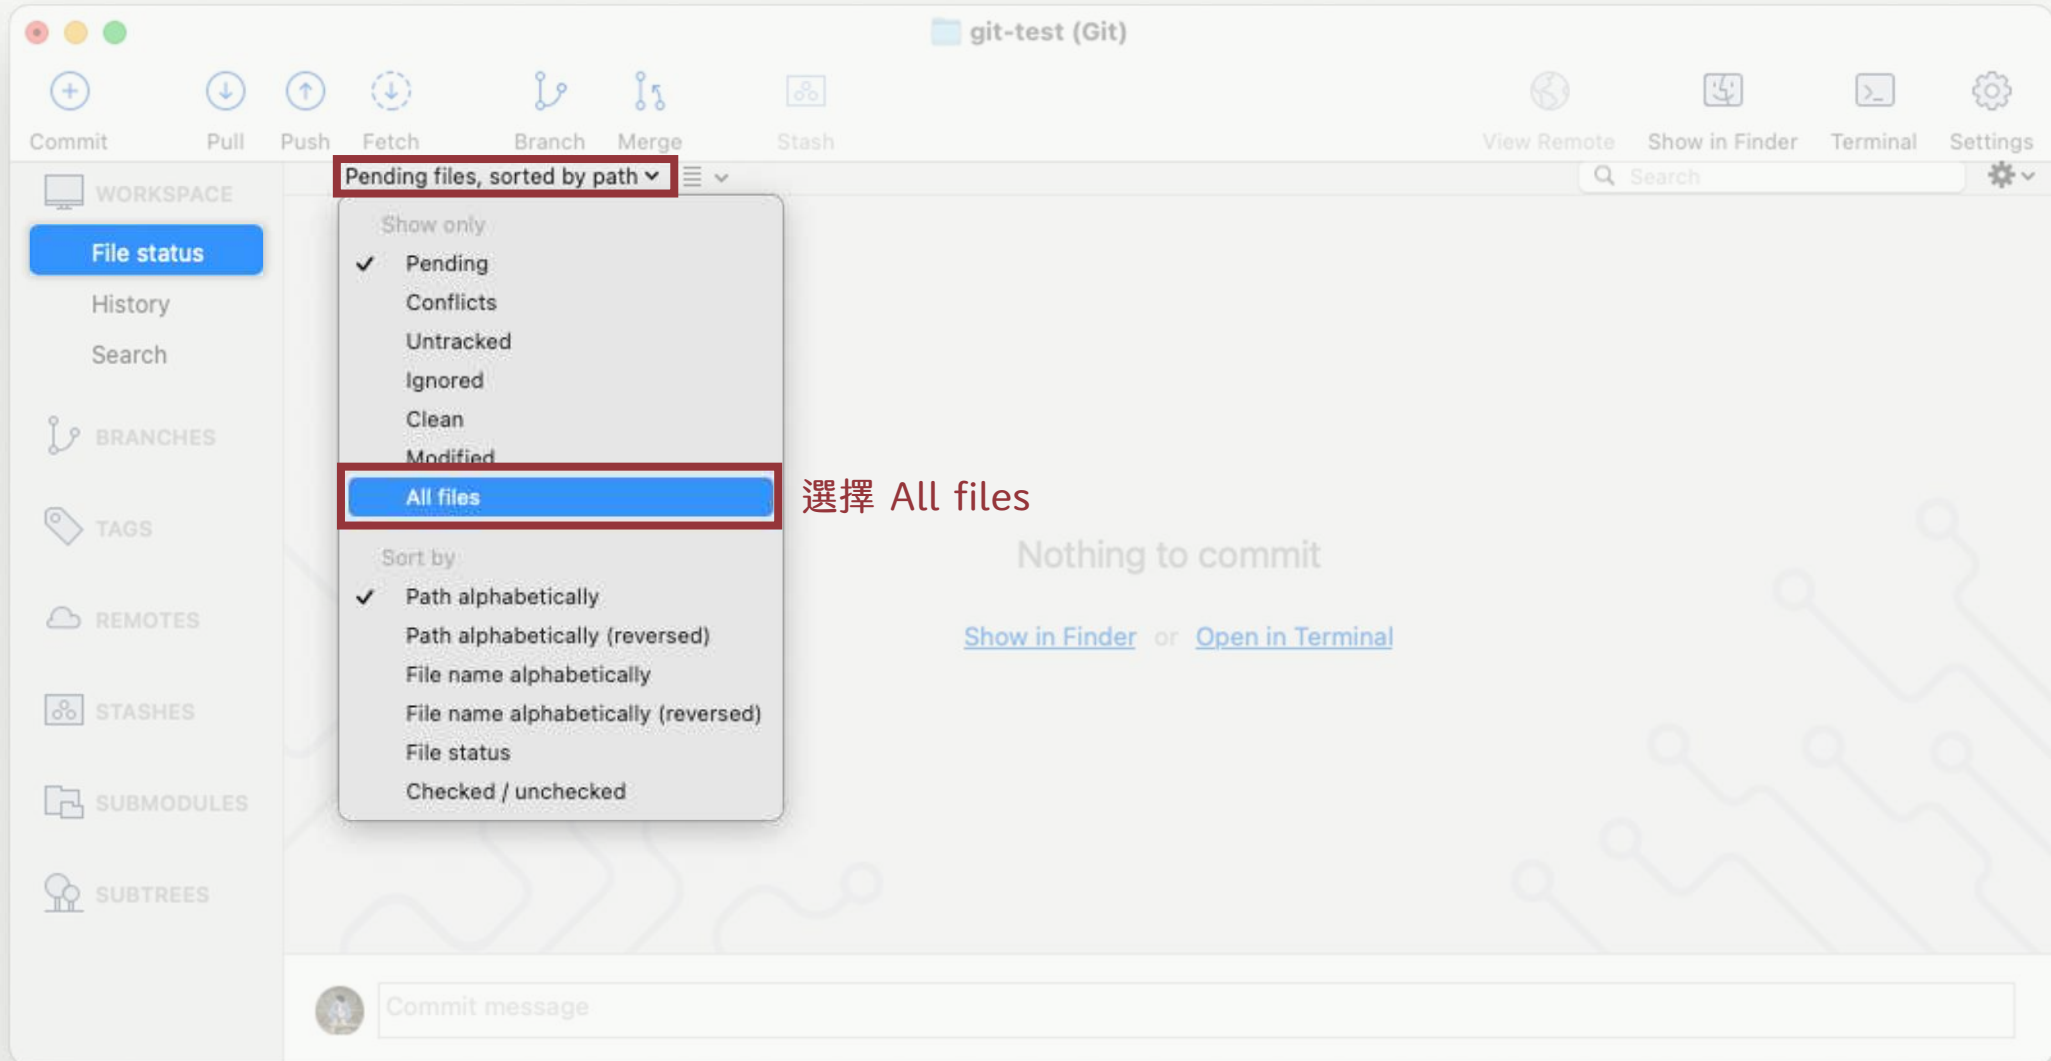 git-test (Git)
Commit
Pull
Push
Fetch
Branch
Merge
Stash
View Remote
Show in Finder
Terminal
Settings
WORKSPACE
File status
History
Search
BRANCHES
TAGS
REMOTES
STASHES
SUBMODULES
SUBTREES
Pending files, sorted by path
Search
Show only
Pending
Conflicts
Untracked
Ignored
Clean
Modified
All files
選擇 All files
Sort by
Path alphabetically
Path alphabetically (reversed)
File name alphabetically
File name alphabetically (reversed)
File status
Checked / unchecked
Nothing to commit
Show in Finder or Open in Terminal
Commit message